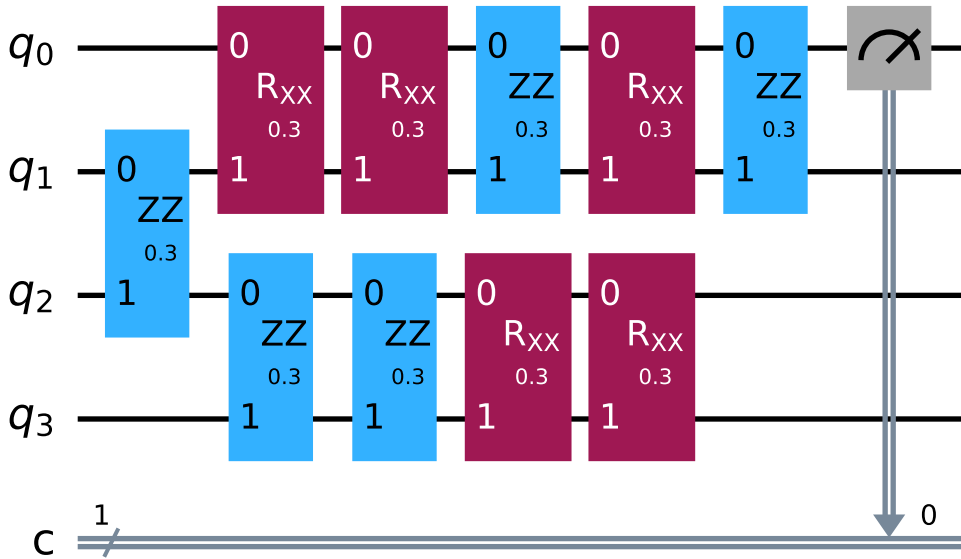 q0 0 0 0 0 0
RXX RXX ZZ RXX ZZ
0.3 0.3 0.3 0.3 0.3
q1 0 1 1 1 1 1
ZZ
0.3
q2 1 0 0 0 0
ZZ ZZ RXX RXX
0.3 0.3 0.3 0.3
q3 1 1 1 1
1 0
c